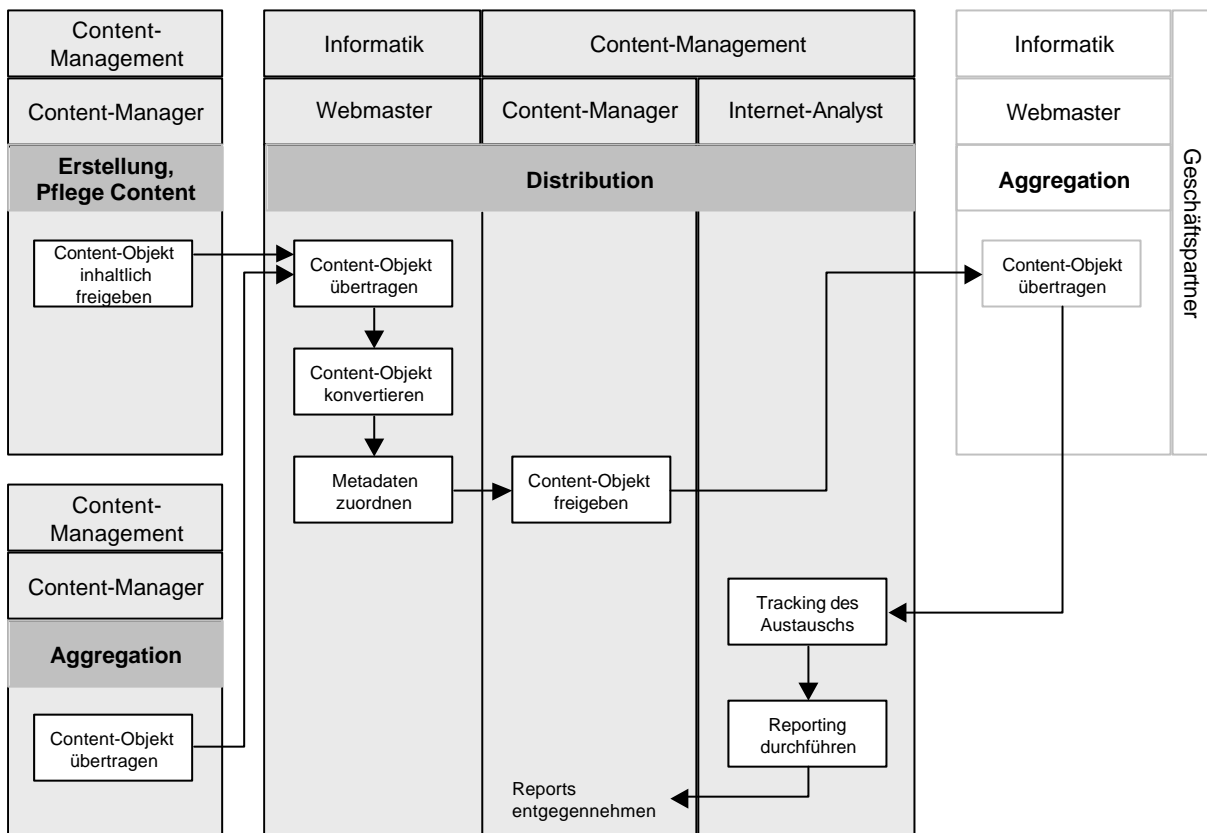 Content-
Management
Content-Manager
Erstellung,
Pflege Content
Content-Objekt
inhaltlich
freigeben
Content-
Management
Content-Manager
Aggregation
Content-Objekt
übertragen
Informatik
Content-Management
Webmaster
Content-Manager
Internet-Analyst
Distribution
Content-Objekt
übertragen
Content-Objekt
konvertieren
Metadaten
zuordnen
Content-Objekt
freigeben
Tracking des
Austauschs
Reporting
durchführen
Reports
entgegennehmen
Informatik
Webmaster
Aggregation
Content-Objekt
übertragen
Geschäftspartner